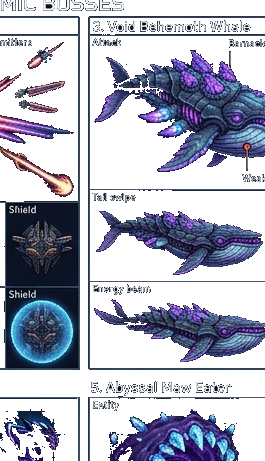 MIC BOSSES
3. Void Behemoth Whale
Attack
Tail swipe
Shield
Energy beam
Shield
5. Abyssal Maw Eater
Entity